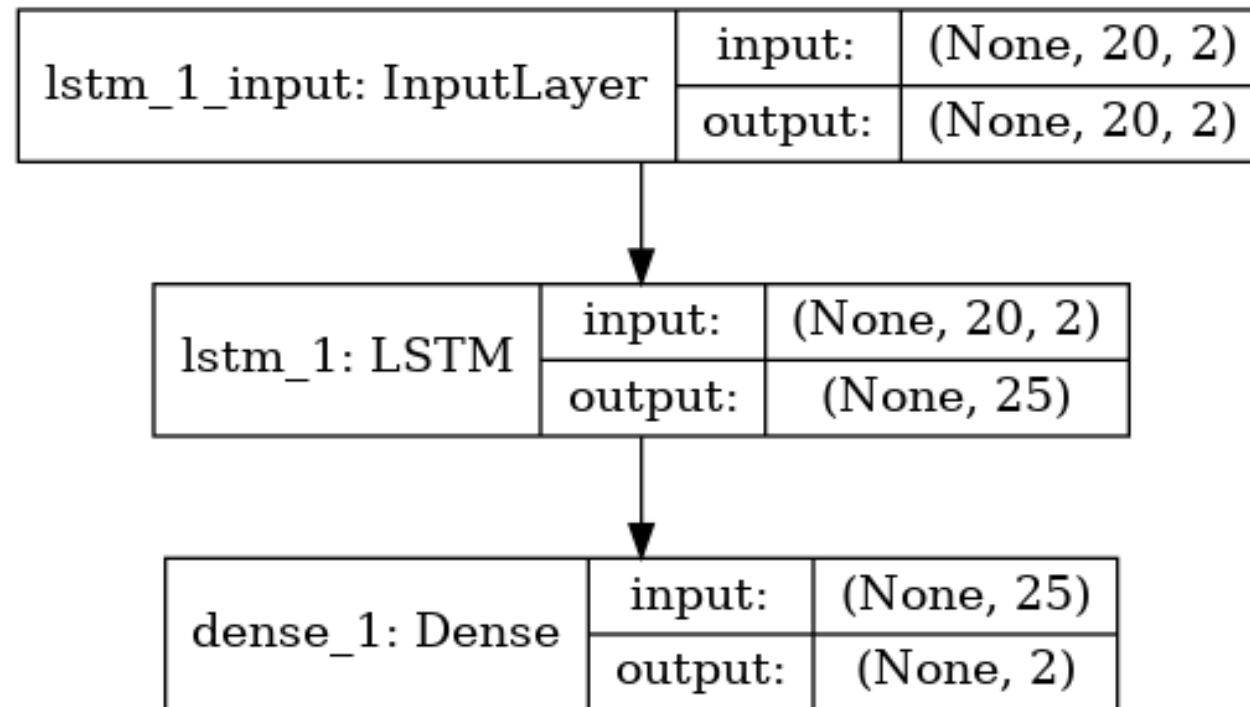 lstm_1_input: InputLayer
input:
(None, 20, 2)
output:
(None, 20, 2)
lstm_1: LSTM
input:
(None, 20, 2)
output:
(None, 25)
dense_1: Dense
input:
(None, 25)
output:
(None, 2)